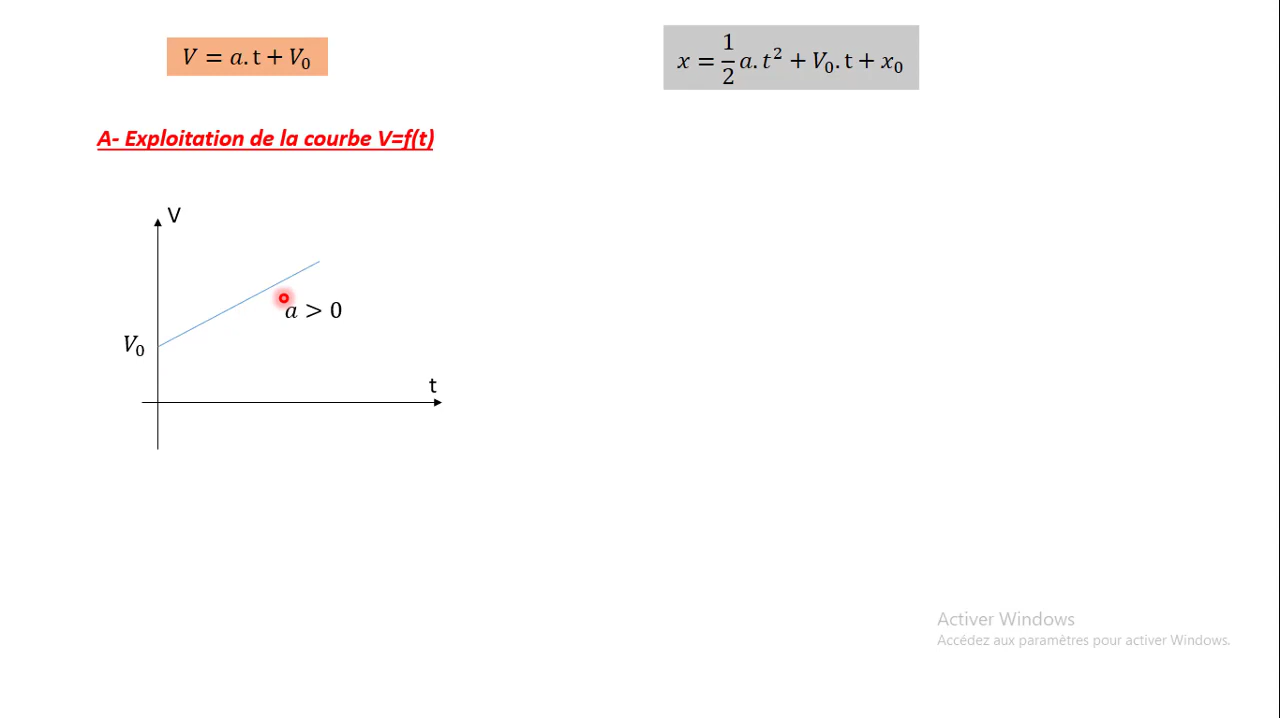 V = a.t + V₀
x = 1/2 a.t² + V₀.t + x₀
A- Exploitation de la courbe V=f(t)
V
a > 0
V₀
t
Activer Windows
Accédez aux paramètres pour activer Windows.